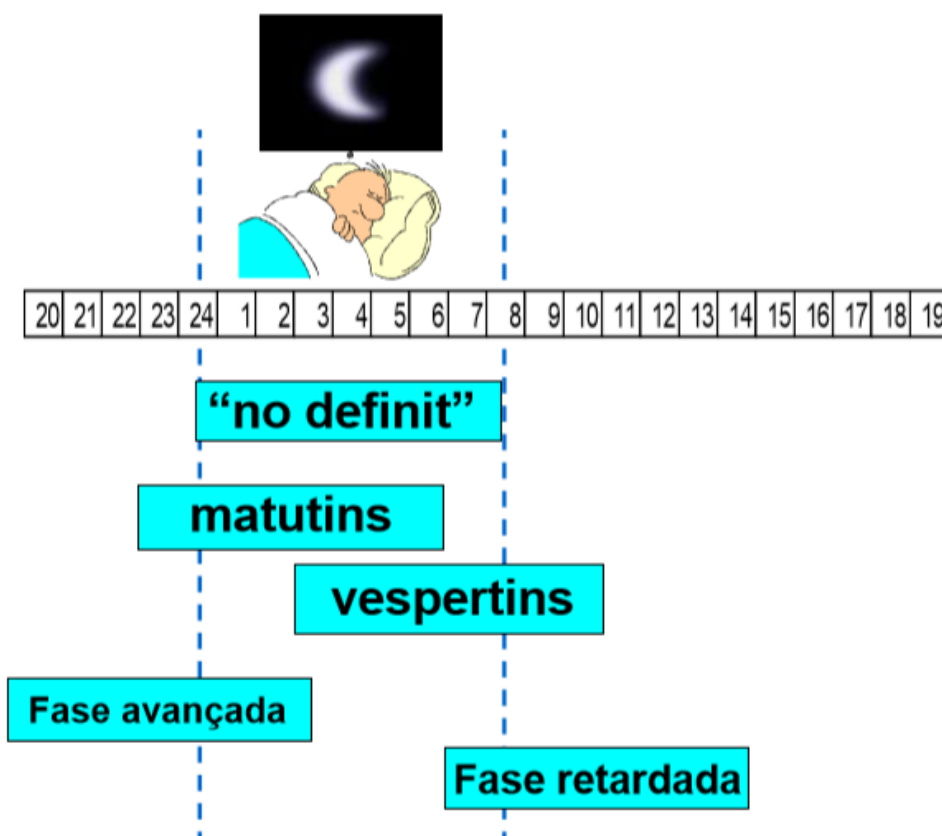 20 21 22 23 24 1 2 3 4 5 6 7 8 9 10 11 12 13 14 15 16 17 18 19
“no definit”
matutins
vespertins
Fase avançada
Fase retardada